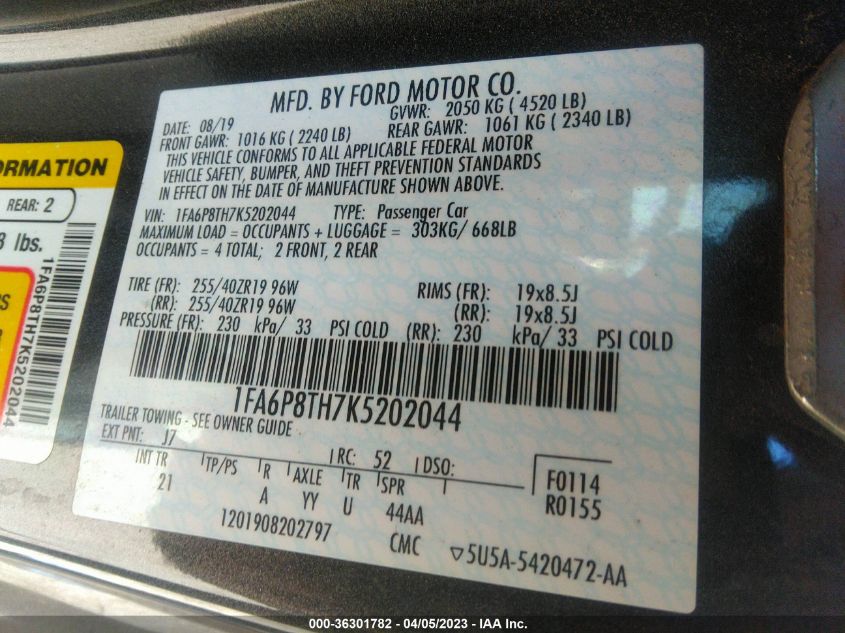 MFD. BY FORD MOTOR CO.
DATE: 08/19 GVWR: 2050 KG ( 4520 LB)
FRONT GAWR: 1016 KG ( 2240 LB) REAR GAWR: 1061 KG ( 2340 LB)
THIS VEHICLE CONFORMS TO ALL APPLICABLE FEDERAL MOTOR
VEHICLE SAFETY, BUMPER, AND THEFT PREVENTION STANDARDS
IN EFFECT ON THE DATE OF MANUFACTURE SHOWN ABOVE.
VIN: 1FA6P8TH7K5202044 TYPE: Passenger Car
MAXIMUM LOAD = OCCUPANTS + LUGGAGE = 303KG/ 668LB
OCCUPANTS = 4 TOTAL; 2 FRONT, 2 REAR
TIRE (FR): 255/40ZR19 96W RIMS (FR): 19x8.5J
(RR): 255/40ZR19 96W (RR): 19x8.5J
PRESSURE (FR): 230 kPa/ 33 PSI COLD (RR): 230 kPa/ 33 PSI COLD
1FA6P8TH7K5202044
TRAILER TOWING - SEE OWNER GUIDE
EXT PNT: J7 RC: 52 DSO:
INT TR TP/PS R AXLE TR SPR
21 A YY U 44AA
F0114
R0155
1201908202797 CMC ▽5U5A-5420472-AA
ORMATION
REAR: 2
lbs.
1FA6P8TH7K5202044
000-36301782 - 04/05/2023 - IAA Inc.